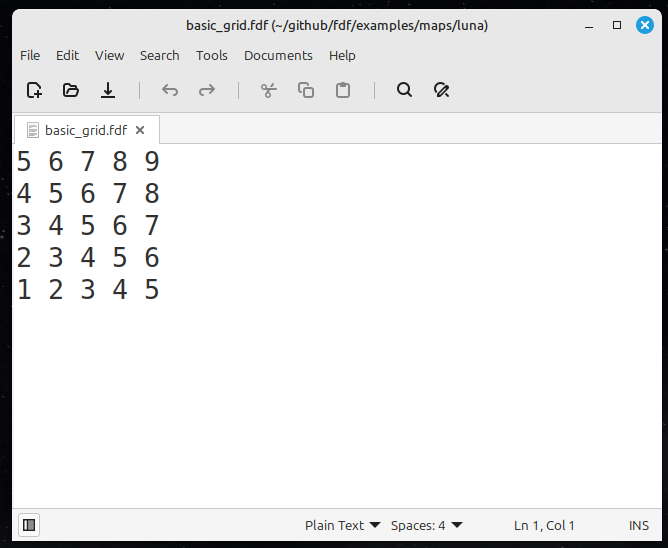 basic_grid.fdf (~/github/fdf/examples/maps/luna)
File Edit View Search Tools Documents Help
basic_grid.fdf
5 6 7 8 9
4 5 6 7 8
3 4 5 6 7
2 3 4 5 6
1 2 3 4 5
Plain Text Spaces: 4 Ln 1, Col 1 INS